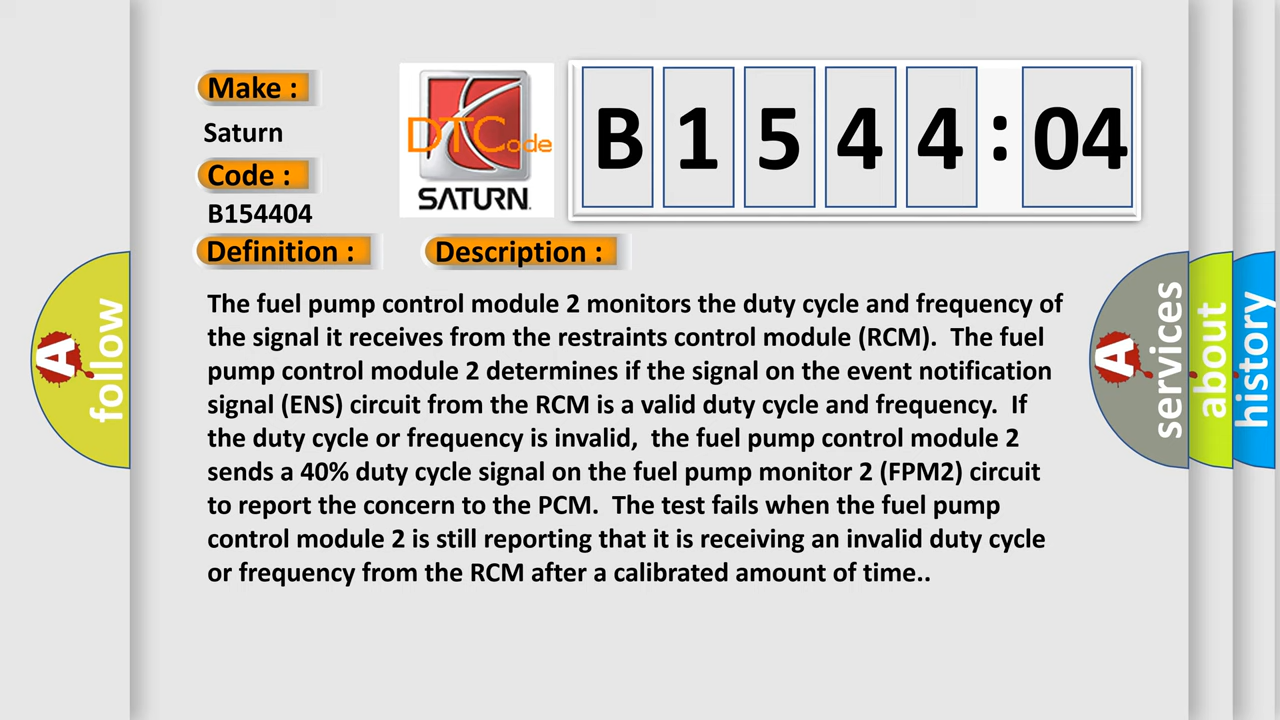 Make :
Saturn
Code :
B154404
Definition :
Description :
DTCode
SATURN
B1544:04
The fuel pump control module 2 monitors the duty cycle and frequency of
the signal it receives from the restraints control module (RCM).  The fuel
pump control module 2 determines if the signal on the event notification
signal (ENS) circuit from the RCM is a valid duty cycle and frequency.  If
the duty cycle or frequency is invalid,  the fuel pump control module 2
sends a 40% duty cycle signal on the fuel pump monitor 2 (FPM2) circuit
to report the concern to the PCM.  The test fails when the fuel pump
control module 2 is still reporting that it is receiving an invalid duty cycle
or frequency from the RCM after a calibrated amount of time..
A follow
A services
about
history